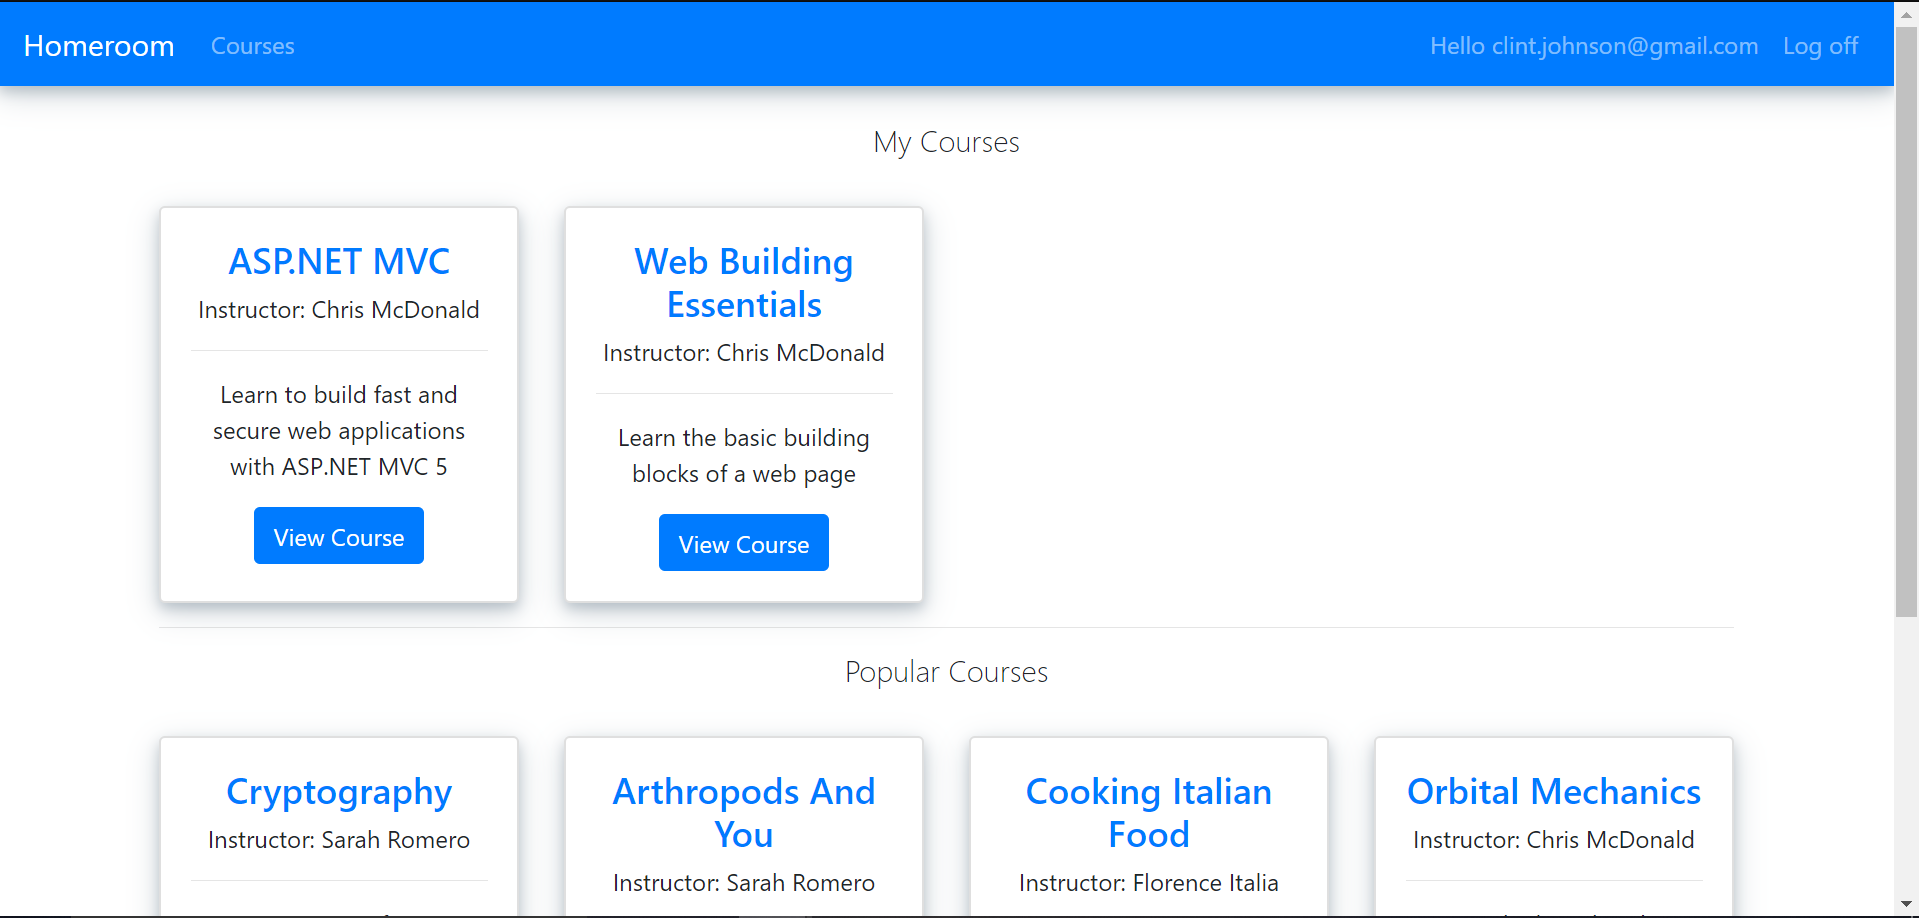 Homeroom Courses Hello clint.johnson@gmail.com Log off
My Courses
ASP.NET MVC
Instructor: Chris McDonald
Learn to build fast and
secure web applications
with ASP.NET MVC 5
View Course
Web Building
Essentials
Instructor: Chris McDonald
Learn the basic building
blocks of a web page
View Course
Popular Courses
Cryptography
Instructor: Sarah Romero
Arthropods And
You
Instructor: Sarah Romero
Cooking Italian
Food
Instructor: Florence Italia
Orbital Mechanics
Instructor: Chris McDonald